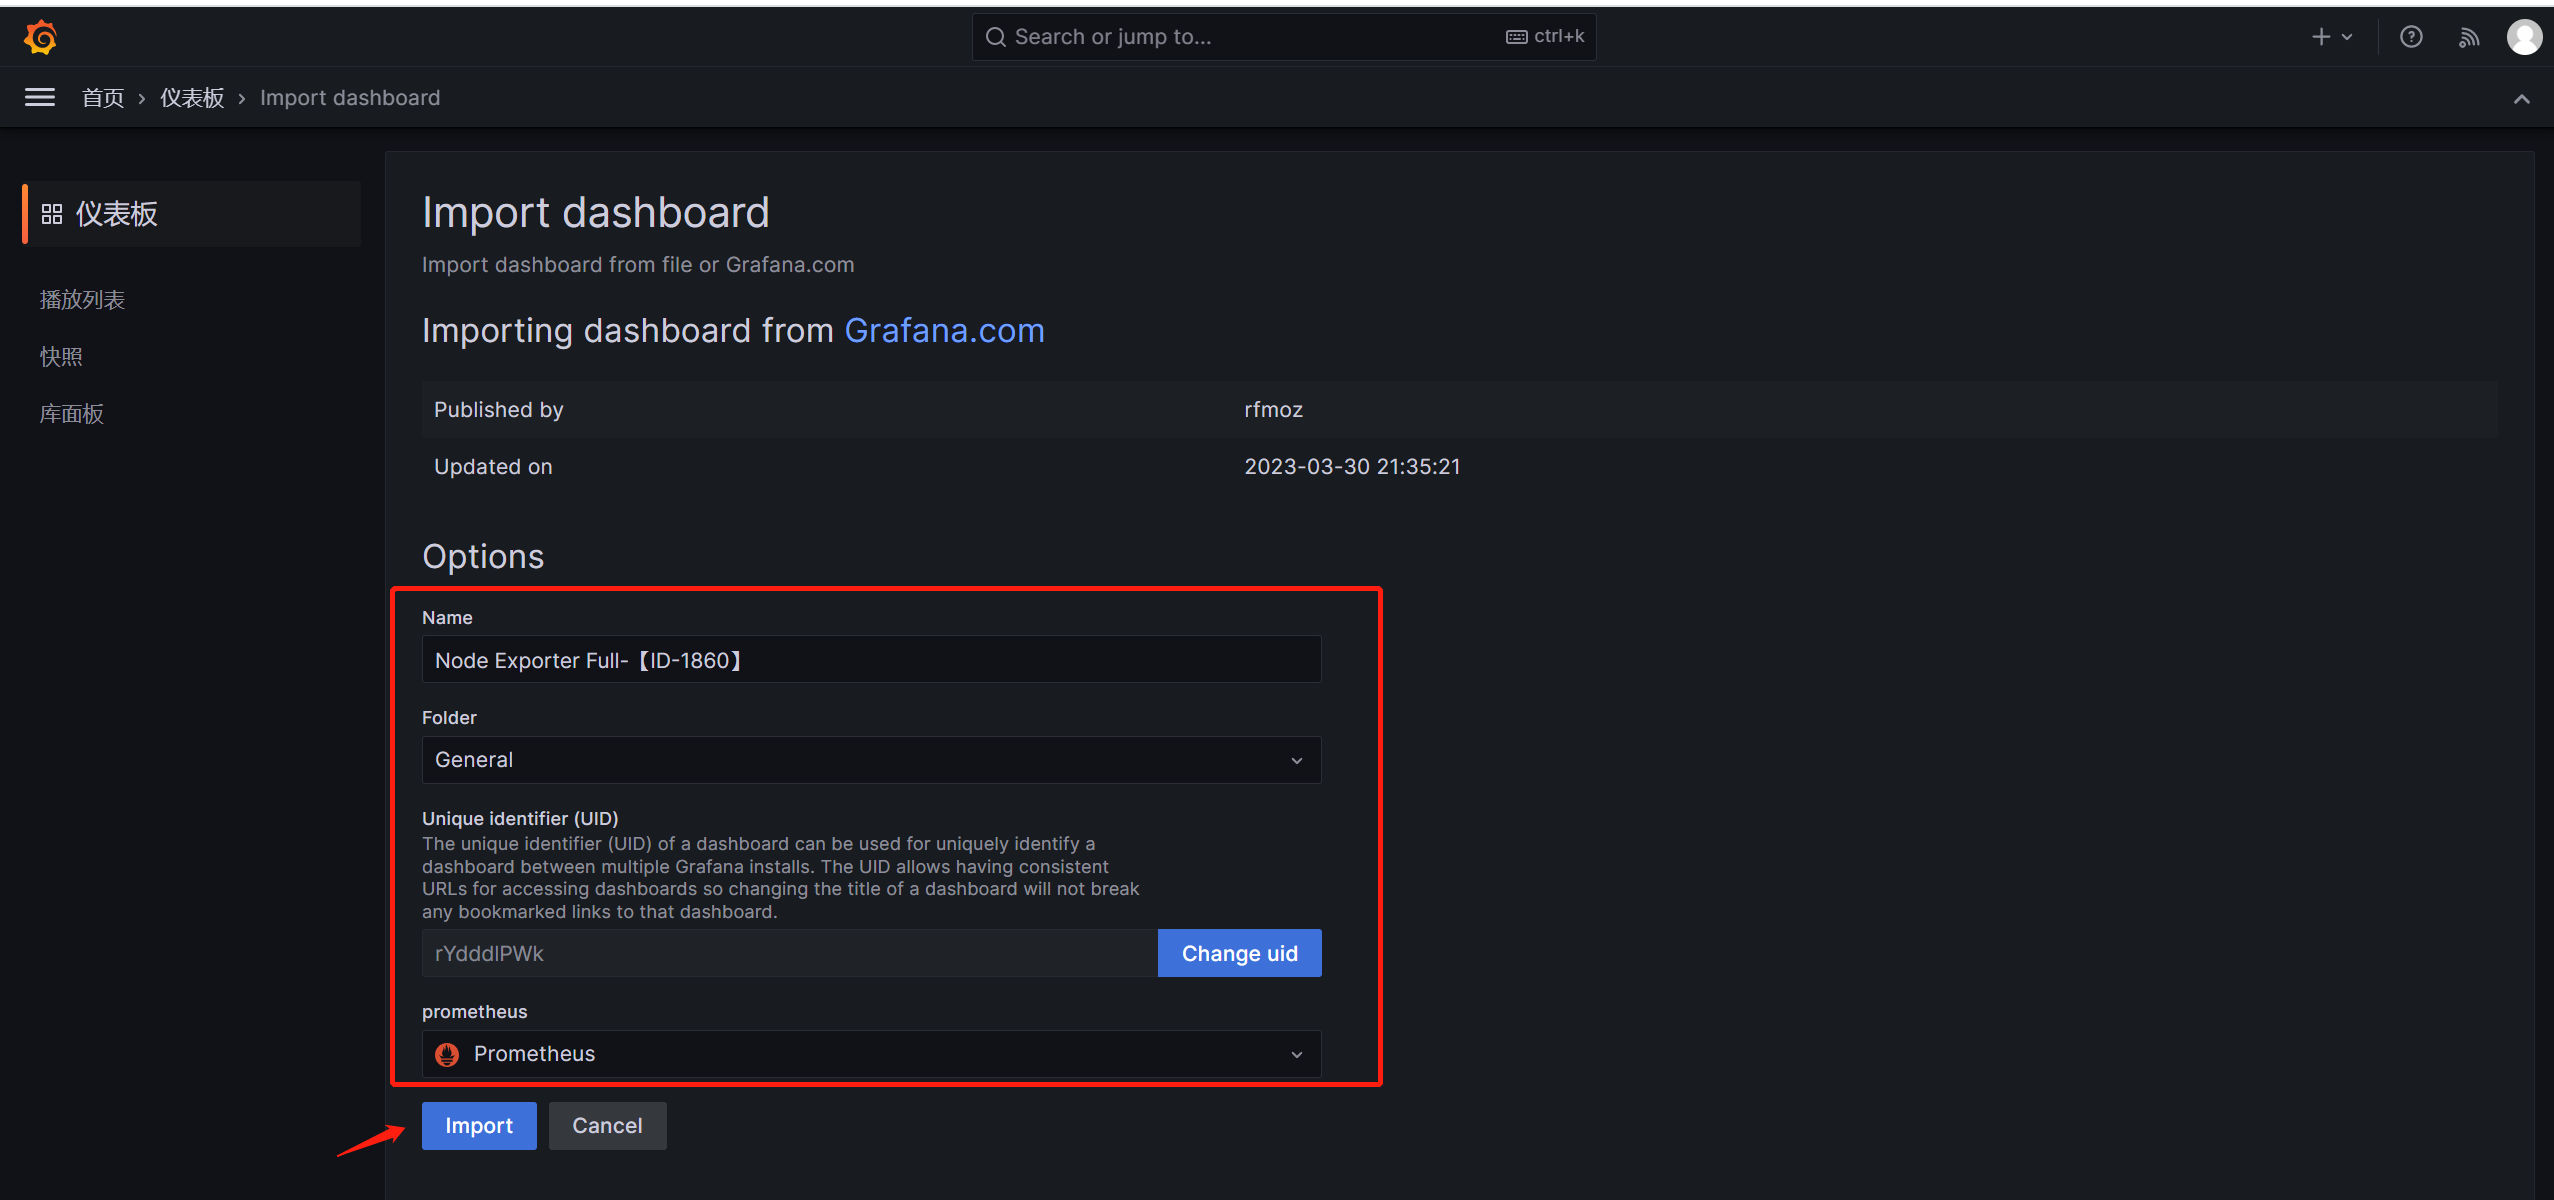 Search or jump to...
ctrl+k
首页 › 仪表板 › Import dashboard
仪表板
播放列表
快照
库面板
Import dashboard
Import dashboard from file or Grafana.com
Importing dashboard from Grafana.com
Published by rfmoz
Updated on 2023-03-30 21:35:21
Options
Name
Node Exporter Full-【ID-1860】
Folder
General
Unique identifier (UID)
The unique identifier (UID) of a dashboard can be used for uniquely identify a
dashboard between multiple Grafana installs. The UID allows having consistent
URLs for accessing dashboards so changing the title of a dashboard will not break
any bookmarked links to that dashboard.
rYdddlPWk
Change uid
prometheus
Prometheus
Import
Cancel